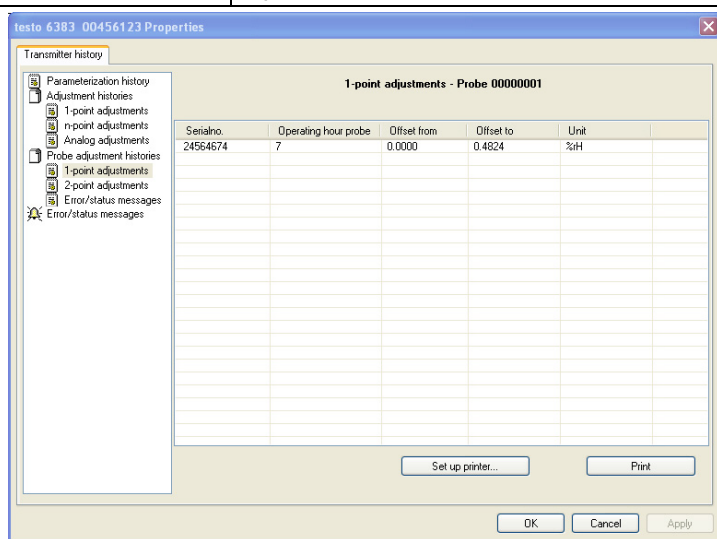 testo 6383 00456123 Properties
Transmitter history
Parameterization history
Adjustment histories
1-point adjustments
n-point adjustments
Analog adjustments
Probe adjustment histories
1-point adjustments
2-point adjustments
Error/status messages
Error/status messages
1-point adjustments - Probe 00000001
Serialno. Operating hour probe Offset from Offset to Unit
24564674 7 0.0000 0.4824 %rH
Set up printer... Print
OK Cancel Apply